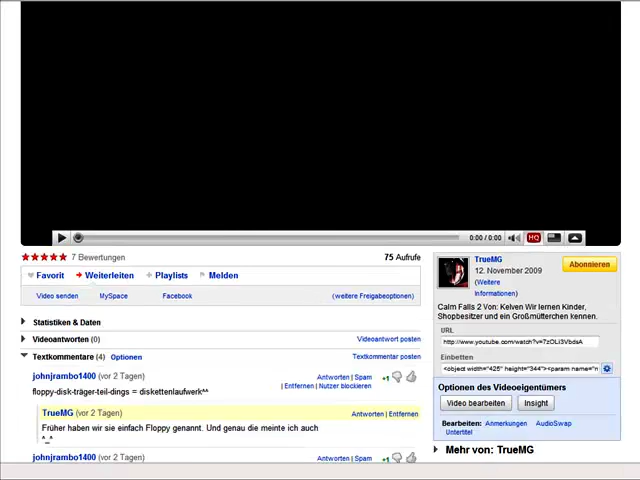 0:00 / 0:00
HQ
7 Bewertungen
75 Aufrufe
Favorit
Weiterleiten
Playlists
Melden
Video senden
MySpace
Facebook
(weitere Freigabeoptionen)
Statistiken & Daten
Videoantworten (0)
Videoantwort posten
Textkommentare (4) Optionen
Textkommentar posten
johnjrambo1400 (vor 2 Tagen)
Antworten | Spam
+1
| Entfernen | Nutzer blockieren
floppy-disk-träger-teil-dings = diskettenlaufwerk^^
TrueMG (vor 2 Tagen)
Antworten | Entfernen
Früher haben wir sie einfach Floppy genannt. Und genau die meinte ich auch
^_^
johnjrambo1400 (vor 2 Tagen)
Antworten | Spam
+1
TrueMG
12. November 2009
(Weitere
Informationen)
Abonnieren
Calm Falls 2 Von: Kelven Wir lernen Kinder,
Shopbesitzer und ein Großmütterchen kennen.
URL
http://www.youtube.com/watch?v=7zOLi3VbdsA
Einbetten
<object width="425" height="344"><param name="n
Optionen des Videoeigentümers
Video bearbeiten
Insight
Bearbeiten: Anmerkungen AudioSwap
Untertitel
Mehr von: TrueMG